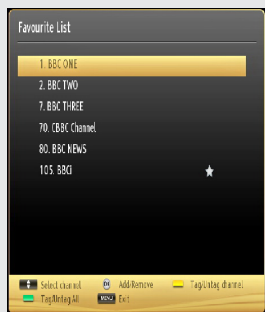 Favourite List
1. BBC ONE
2. BBC TWO
7. BBC THREE
70. CBBC Channel
80. BBC NEWS
105. BBCi
Select channel OK Add/Remove Tag/Untag channel
Tag/Untag All MENU Exit